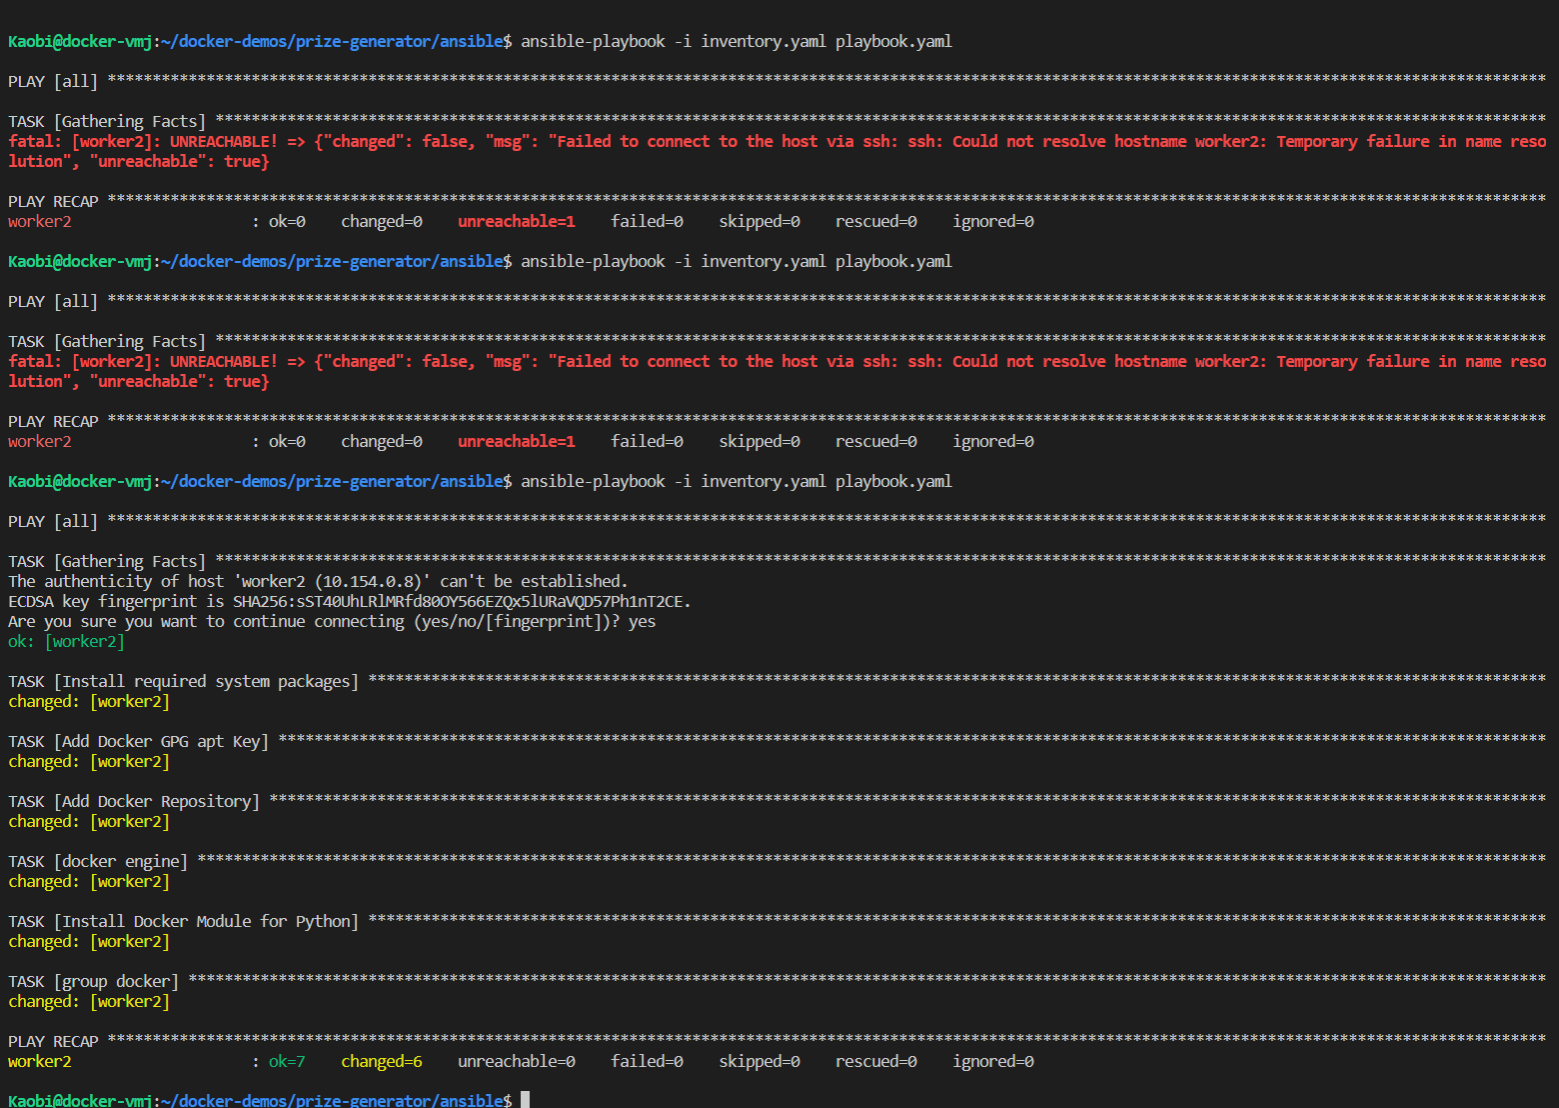 Kaobi@docker-vmj:~/docker-demos/prize-generator/ansible$ ansible-playbook -i inventory.yaml playbook.yaml
PLAY [all] ****************************************************************************************************************************************************************
TASK [Gathering Facts] ****************************************************************************************************************************************************
fatal: [worker2]: UNREACHABLE! => {"changed": false, "msg": "Failed to connect to the host via ssh: ssh: Could not resolve hostname worker2: Temporary failure in name reso
lution", "unreachable": true}
PLAY RECAP ****************************************************************************************************************************************************************
worker2                    : ok=0    changed=0    unreachable=1    failed=0    skipped=0    rescued=0    ignored=0
Kaobi@docker-vmj:~/docker-demos/prize-generator/ansible$ ansible-playbook -i inventory.yaml playbook.yaml
PLAY [all] ****************************************************************************************************************************************************************
TASK [Gathering Facts] ****************************************************************************************************************************************************
fatal: [worker2]: UNREACHABLE! => {"changed": false, "msg": "Failed to connect to the host via ssh: ssh: Could not resolve hostname worker2: Temporary failure in name reso
lution", "unreachable": true}
PLAY RECAP ****************************************************************************************************************************************************************
worker2                    : ok=0    changed=0    unreachable=1    failed=0    skipped=0    rescued=0    ignored=0
Kaobi@docker-vmj:~/docker-demos/prize-generator/ansible$ ansible-playbook -i inventory.yaml playbook.yaml
PLAY [all] ****************************************************************************************************************************************************************
TASK [Gathering Facts] ****************************************************************************************************************************************************
The authenticity of host 'worker2 (10.154.0.8)' can't be established.
ECDSA key fingerprint is SHA256:sST40UhLRlMRfd80OY566EZQx5lURaVQD57Ph1nT2CE.
Are you sure you want to continue connecting (yes/no/[fingerprint])? yes
ok: [worker2]
TASK [Install required system packages] ***********************************************************************************************************************************
changed: [worker2]
TASK [Add Docker GPG apt Key] *********************************************************************************************************************************************
changed: [worker2]
TASK [Add Docker Repository] **********************************************************************************************************************************************
changed: [worker2]
TASK [docker engine] ******************************************************************************************************************************************************
changed: [worker2]
TASK [Install Docker Module for Python] ***********************************************************************************************************************************
changed: [worker2]
TASK [group docker] *******************************************************************************************************************************************************
changed: [worker2]
PLAY RECAP ****************************************************************************************************************************************************************
worker2                    : ok=7    changed=6    unreachable=0    failed=0    skipped=0    rescued=0    ignored=0
Kaobi@docker-vmj:~/docker-demos/prize-generator/ansible$